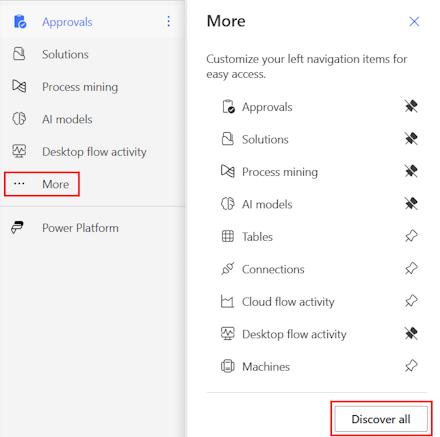 Approvals
Solutions
Process mining
AI models
Desktop flow activity
More
Power Platform
More
Customize your left navigation items for
easy access.
Approvals
Solutions
Process mining
AI models
Tables
Connections
Cloud flow activity
Desktop flow activity
Machines
Discover all